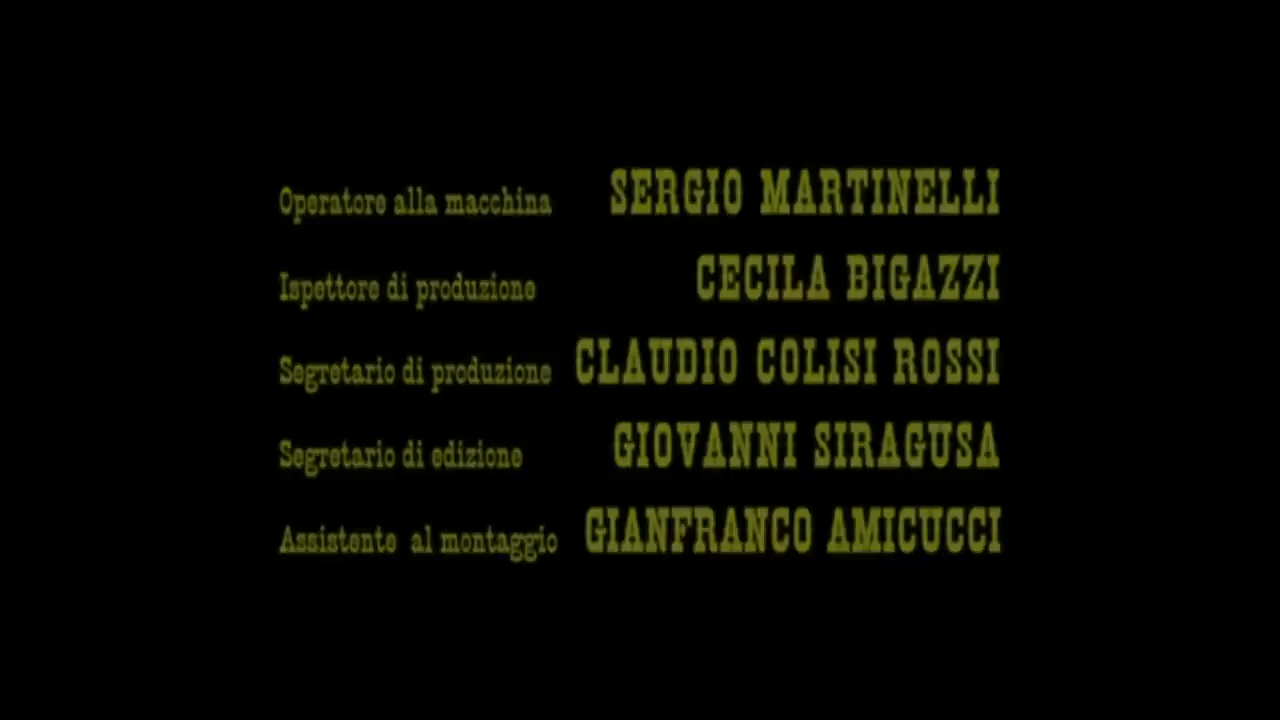 Operatore alla macchina SERGIO MARTINELLI
Ispettore di produzione CECILA BIGAZZI
Segretario di produzione CLAUDIO COLISI ROSSI
Segretario di edizione GIOVANNI SIRAGUSA
Assistente al montaggio GIANFRANCO AMICUCCI